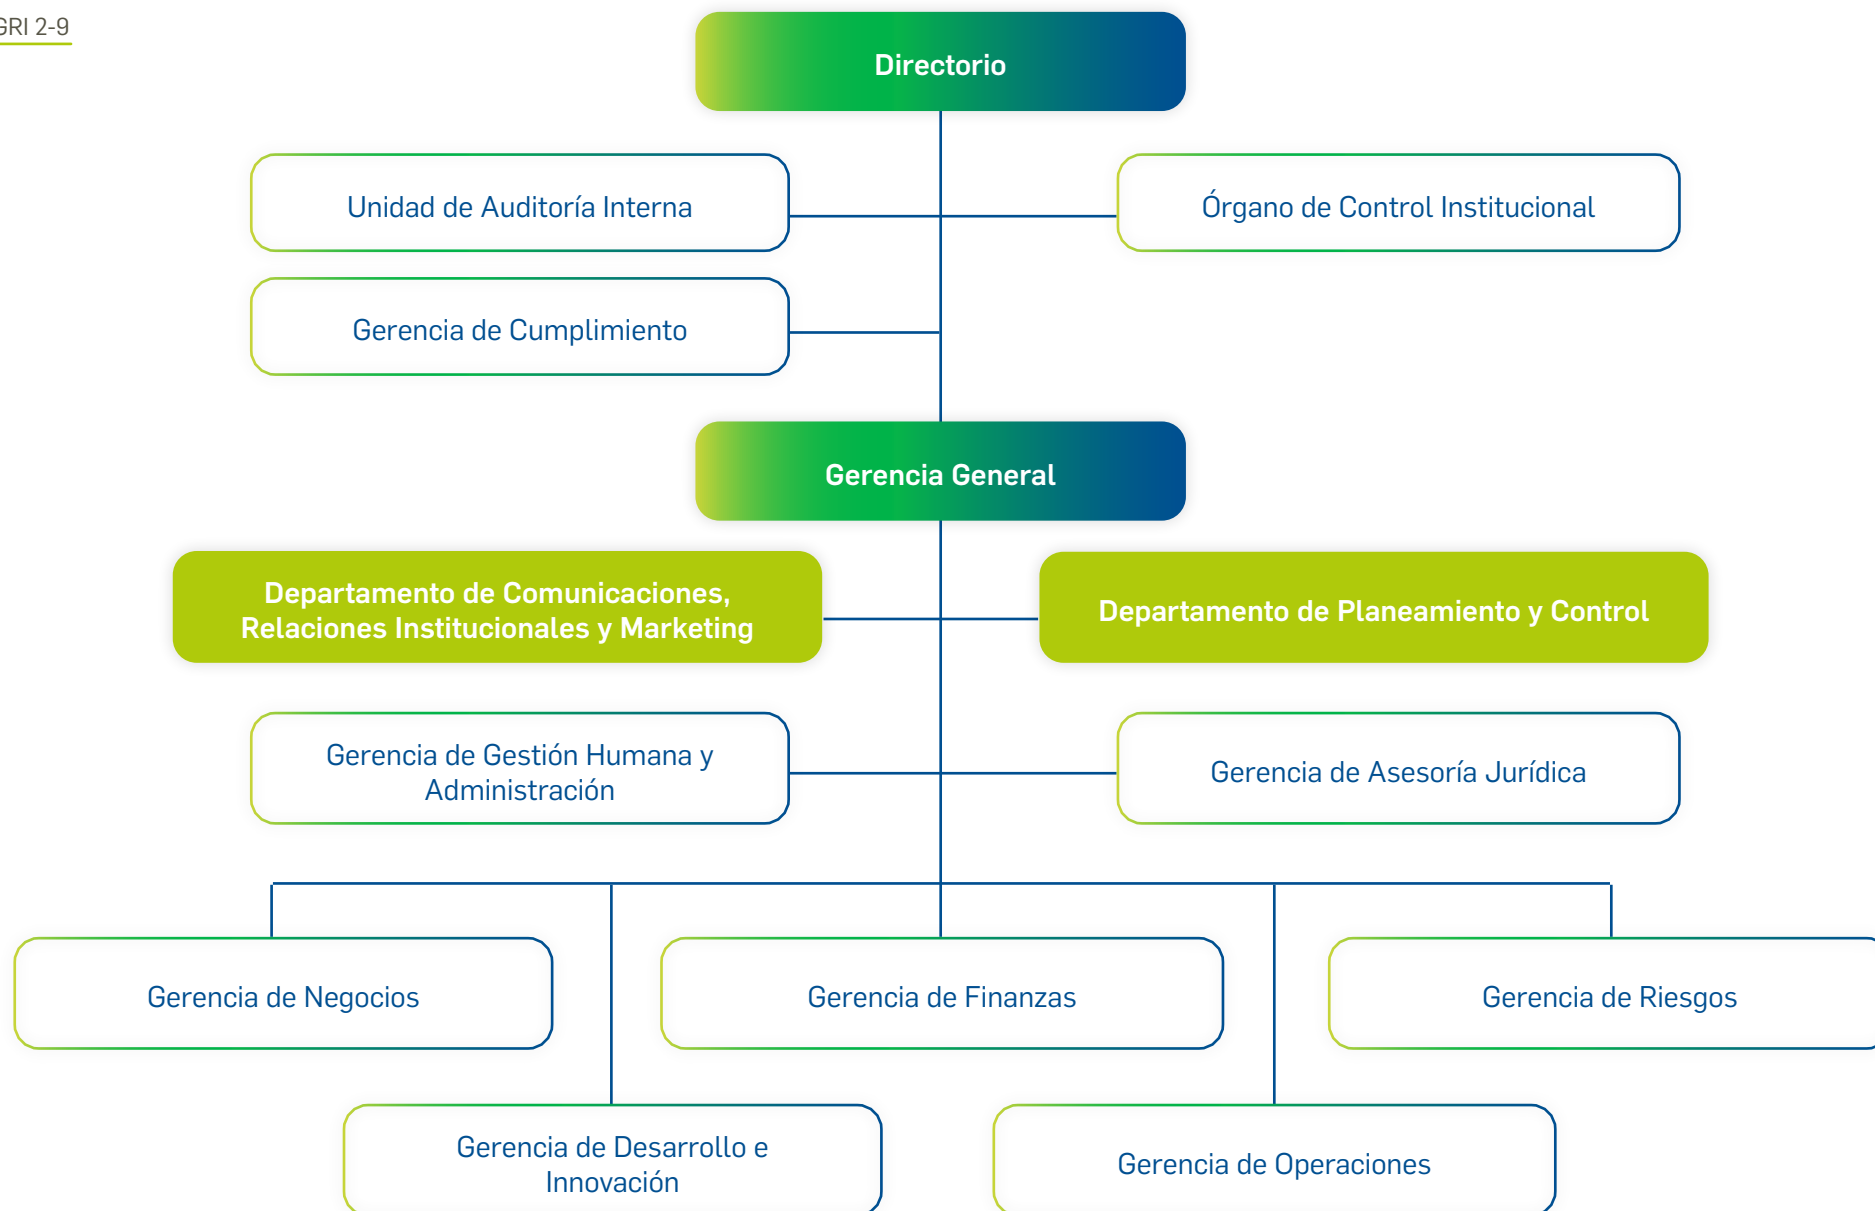 GRI 2-9
Directorio
Unidad de Auditoría Interna
Órgano de Control Institucional
Gerencia de Cumplimiento
Gerencia General
Departamento de Comunicaciones,
Relaciones Institucionales y Marketing
Departamento de Planeamiento y Control
Gerencia de Gestión Humana y
Administración
Gerencia de Asesoría Jurídica
Gerencia de Negocios
Gerencia de Finanzas
Gerencia de Riesgos
Gerencia de Desarrollo e
Innovación
Gerencia de Operaciones